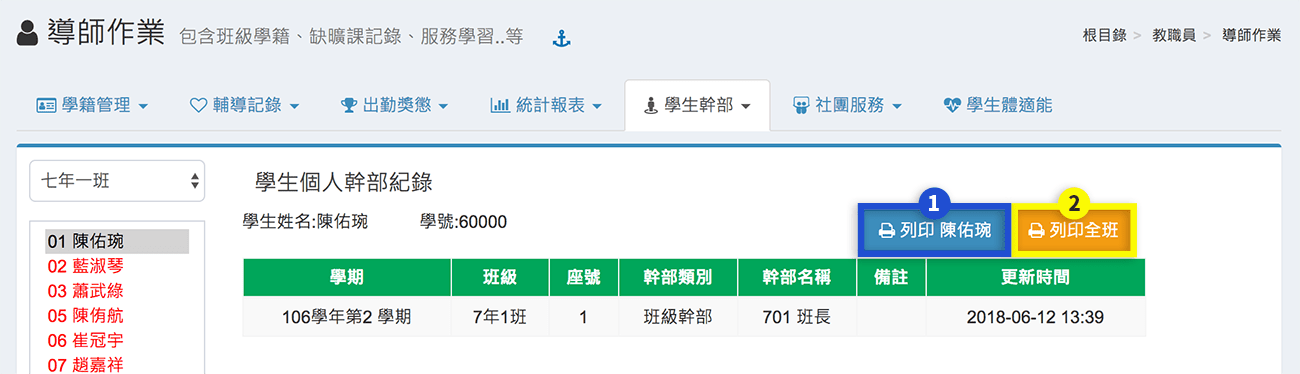 導師作業 包含班級學籍、缺曠課記錄、服務學習..等
根目錄 > 教職員 > 導師作業
學籍管理 輔導記錄 出勤獎懲 統計報表 學生幹部 社團服務 學生體適能
七年一班
學生個人幹部紀錄
學生姓名:陳佑琬 學號:60000
1 2
列印 陳佑琬 列印全班
01 陳佑琬
02 藍淑琴
03 蕭武綠
05 陳侑航
06 崔冠宇
07 趙嘉祥
學期 班級 座號 幹部類別 幹部名稱 備註 更新時間
106學年第2 學期 7年1班 1 班級幹部 701 班長 2018-06-12 13:39